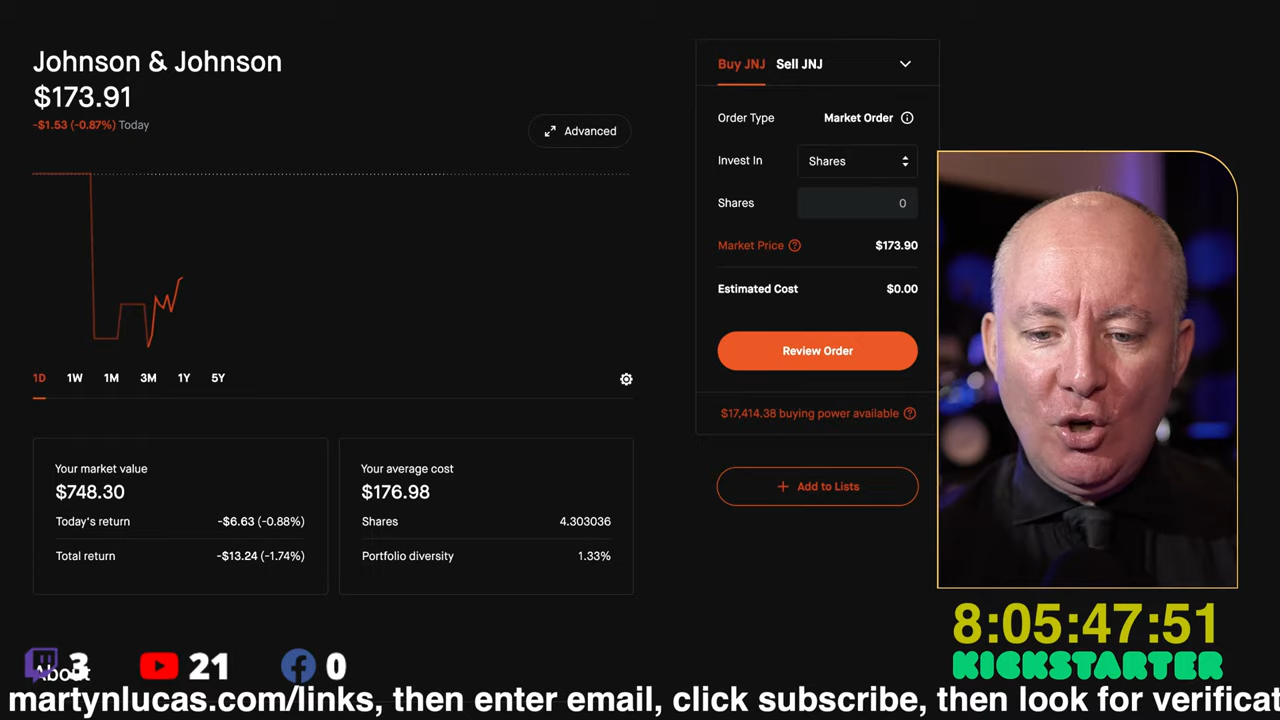 Johnson & Johnson
$173.91
-$1.53 (-0.87%) Today
Advanced
1D 1W 1M 3M 1Y 5Y
Your market value
$748.30
Today's return -$6.63 (-0.88%)
Total return -$13.24 (-1.74%)
Your average cost
$176.98
Shares 4.303036
Portfolio diversity 1.33%
Buy JNJ Sell JNJ
Order Type Market Order
Invest In Shares
Shares 0
Market Price $173.90
Estimated Cost $0.00
Review Order
$17,414.38 buying power available
+ Add to Lists
8:05:47:51
KICKSTARTER
About
3 21 0
martynlucas.com/links, then enter email, click subscribe, then look for verificat